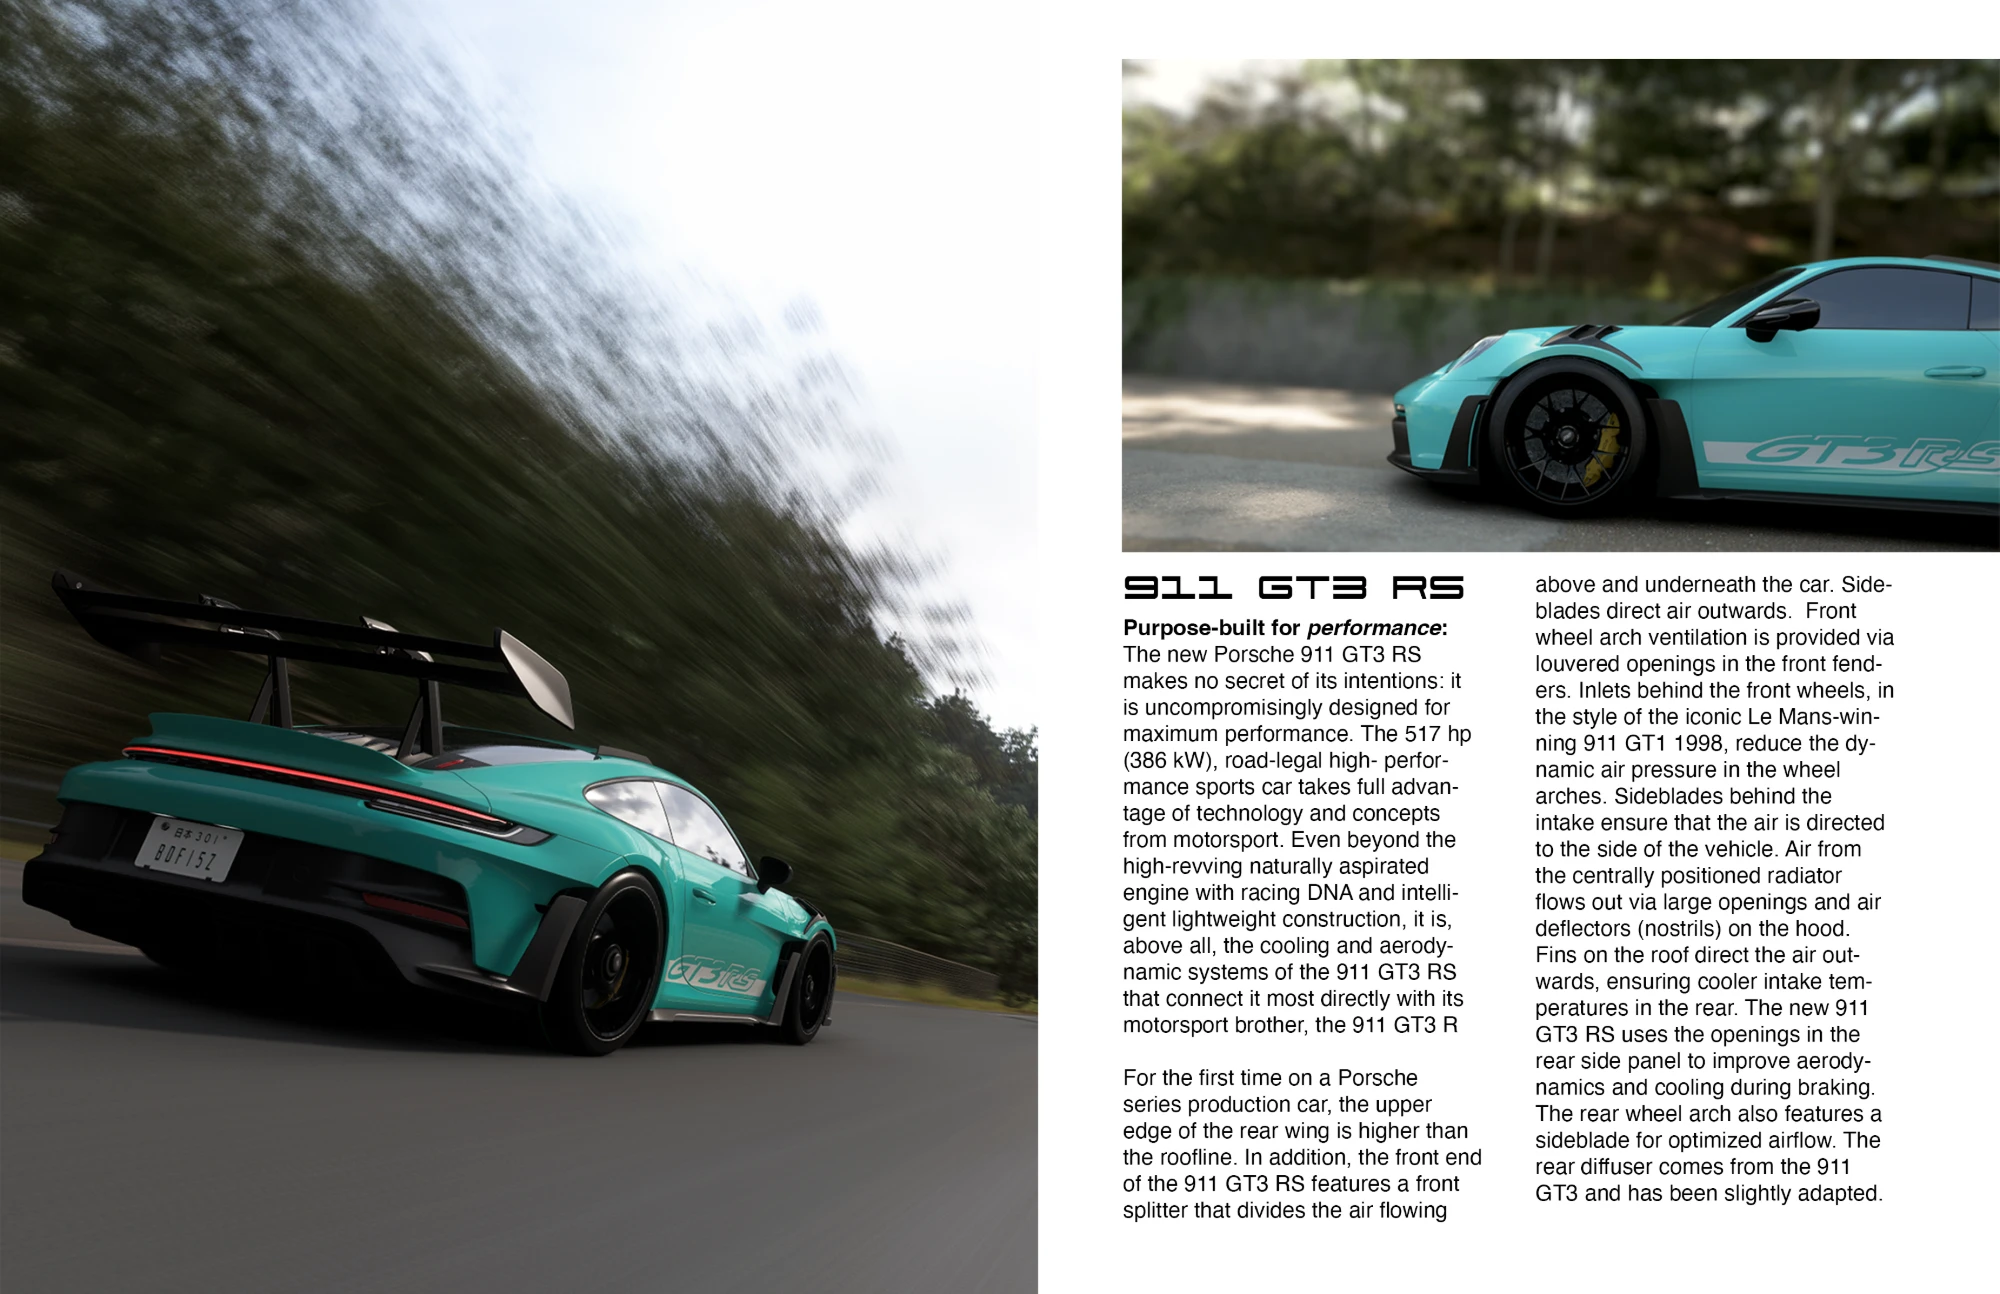 日本 301
BDF15Z
GT3 RS
GT3 RS
911 GT3 RS
Purpose-built for performance:
The new Porsche 911 GT3 RS
makes no secret of its intentions: it
is uncompromisingly designed for
maximum performance. The 517 hp
(386 kW), road-legal high- perfor-
mance sports car takes full advan-
tage of technology and concepts
from motorsport. Even beyond the
high-revving naturally aspirated
engine with racing DNA and intelli-
gent lightweight construction, it is,
above all, the cooling and aerody-
namic systems of the 911 GT3 RS
that connect it most directly with its
motorsport brother, the 911 GT3 R
For the first time on a Porsche
series production car, the upper
edge of the rear wing is higher than
the roofline. In addition, the front end
of the 911 GT3 RS features a front
splitter that divides the air flowing
above and underneath the car. Side-
blades direct air outwards.  Front
wheel arch ventilation is provided via
louvered openings in the front fend-
ers. Inlets behind the front wheels, in
the style of the iconic Le Mans-win-
ning 911 GT1 1998, reduce the dy-
namic air pressure in the wheel
arches. Sideblades behind the
intake ensure that the air is directed
to the side of the vehicle. Air from
the centrally positioned radiator
flows out via large openings and air
deflectors (nostrils) on the hood.
Fins on the roof direct the air out-
wards, ensuring cooler intake tem-
peratures in the rear. The new 911
GT3 RS uses the openings in the
rear side panel to improve aerody-
namics and cooling during braking.
The rear wheel arch also features a
sideblade for optimized airflow. The
rear diffuser comes from the 911
GT3 and has been slightly adapted.